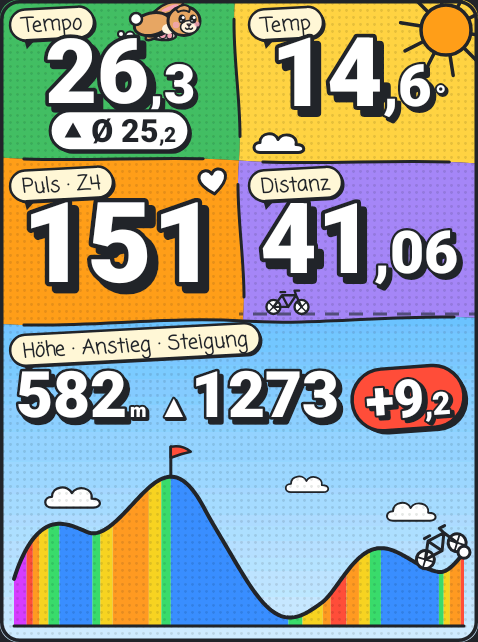 Tempo
26,3
▲ Ø 25,2
Temp
14,6°
Puls · Z4
151
Distanz
41,06
Höhe · Anstieg · Steigung
582m ▲1273 +9,2